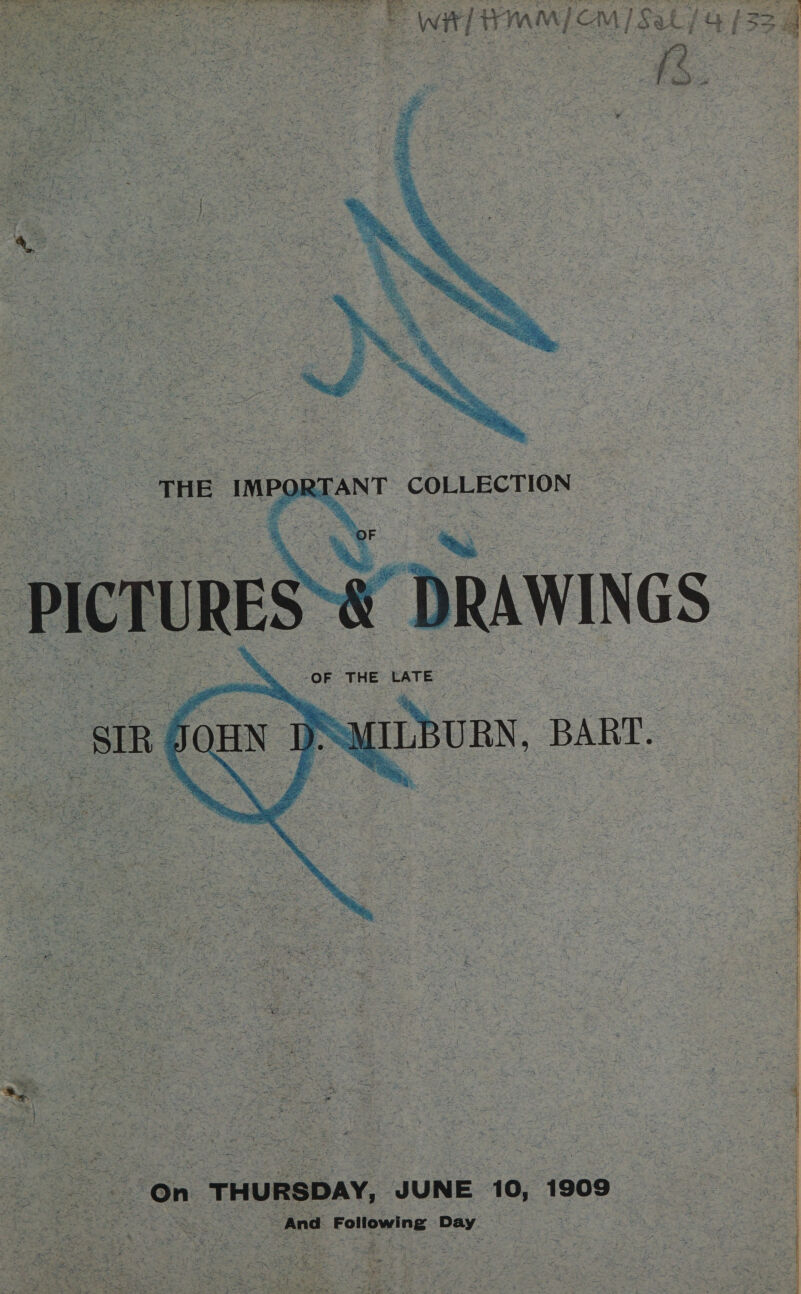 WA/HMM/CM/Sal/4/33
B.
THE IMPORTANT COLLECTION
OF
PICTURES & DRAWINGS
OF THE LATE
SIR JOHN D. MILBURN, BART.
On THURSDAY, JUNE 10, 1909
And Following Day